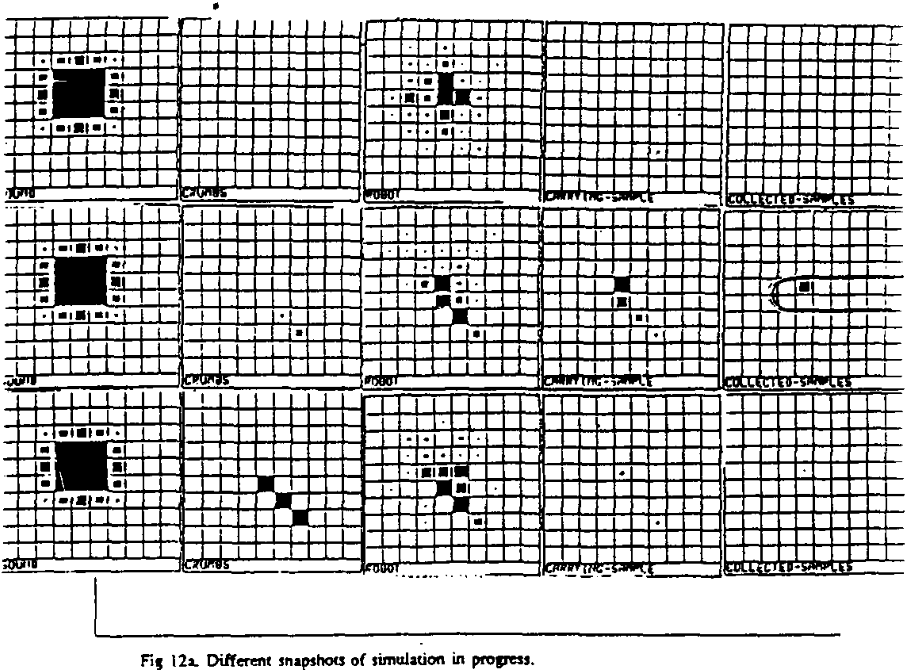 CRUMBS ROBOT CARRYING-SAMPLE COLLECTED-SAMPLES
CRUMBS ROBOT CARRYING-SAMPLE COLLECTED-SAMPLES
CRUMBS ROBOT CARRYING-SAMPLE COLLECTED-SAMPLES
Fig 12a. Different snapshots of simulation in progress.